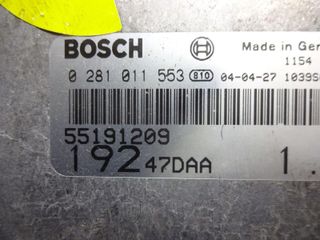 BOSCH Made in Ger
1154
0 281 011 553 810 04-04-27 1039S
55191209
19247DAA 1.